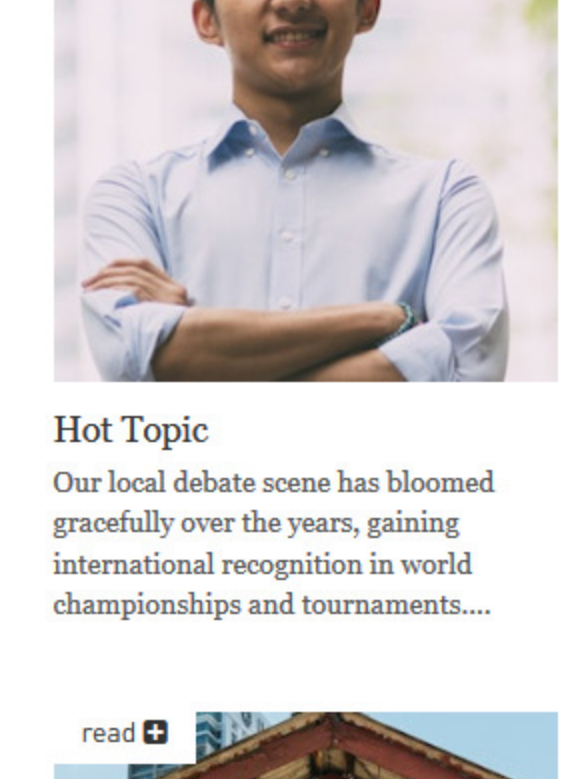 Hot Topic
Our local debate scene has bloomed
gracefully over the years, gaining
international recognition in world
championships and tournaments....
read